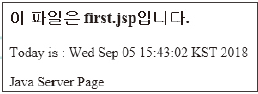 이 파일은 first.jsp입니다.
Today is : Wed Sep 05 15:43:02 KST 2018
Java Server Page